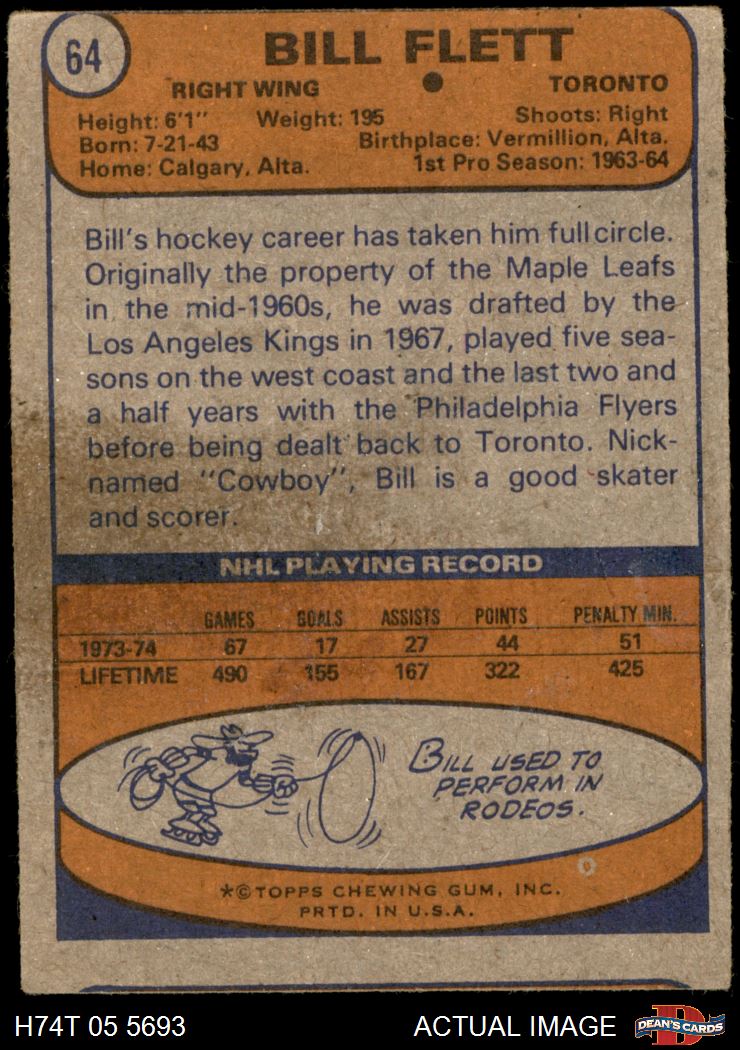 64
BILL FLETT
RIGHT WING ● TORONTO
Height: 6'1" Weight: 195 Shoots: Right
Born: 7-21-43 Birthplace: Vermillion, Alta.
Home: Calgary, Alta. 1st Pro Season: 1963-64
Bill's hockey career has taken him full circle.
Originally the property of the Maple Leafs
in the mid-1960s, he was drafted by the
Los Angeles Kings in 1967, played five sea-
sons on the west coast and the last two and
a half years with the Philadelphia Flyers
before being dealt back to Toronto. Nick-
named "Cowboy", Bill is a good skater
and scorer.
NHL PLAYING RECORD
GAMES GOALS ASSISTS POINTS PENALTY MIN.
1973-74 67 17 27 44 51
LIFETIME 490 155 167 322 425
BILL USED TO
PERFORM IN
RODEOS.
*©TOPPS CHEWING GUM, INC.
PRTD. IN U.S.A.
H74T 05 5693 ACTUAL IMAGE D DEAN'S CARDS